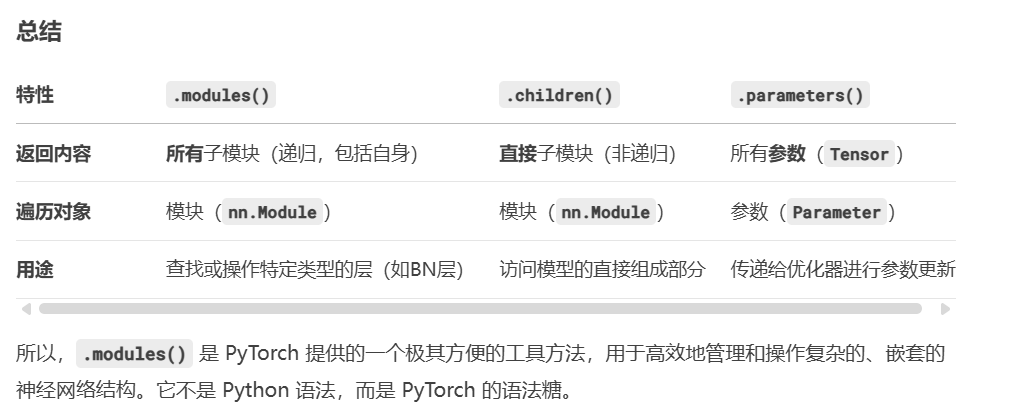 总结
特性 .modules() .children() .parameters()
返回内容 所有子模块（递归，包括自身） 直接子模块（非递归） 所有参数（Tensor）
遍历对象 模块（nn.Module） 模块（nn.Module） 参数（Parameter）
用途 查找或操作特定类型的层（如BN层） 访问模型的直接组成部分 传递给优化器进行参数更新
所以，.modules() 是 PyTorch 提供的一个极其方便的工具方法，用于高效地管理和操作复杂的、嵌套的
神经网络结构。它不是 Python 语法，而是 PyTorch 的语法糖。